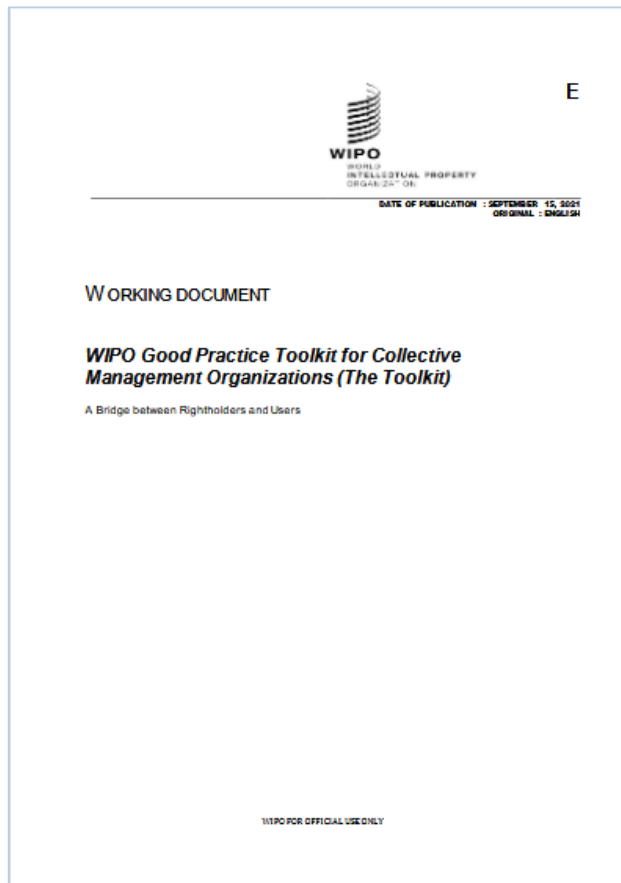 E
WIPO
WORLD
INTELLECTUAL PROPERTY
ORGANIZATION
DATE OF PUBLICATION : SEPTEMBER 15, 2021
ORIGINAL : ENGLISH
WORKING DOCUMENT
WIPO Good Practice Toolkit for Collective
Management Organizations (The Toolkit)
A Bridge between Rightholders and Users
WIPO FOR OFFICIAL USE ONLY